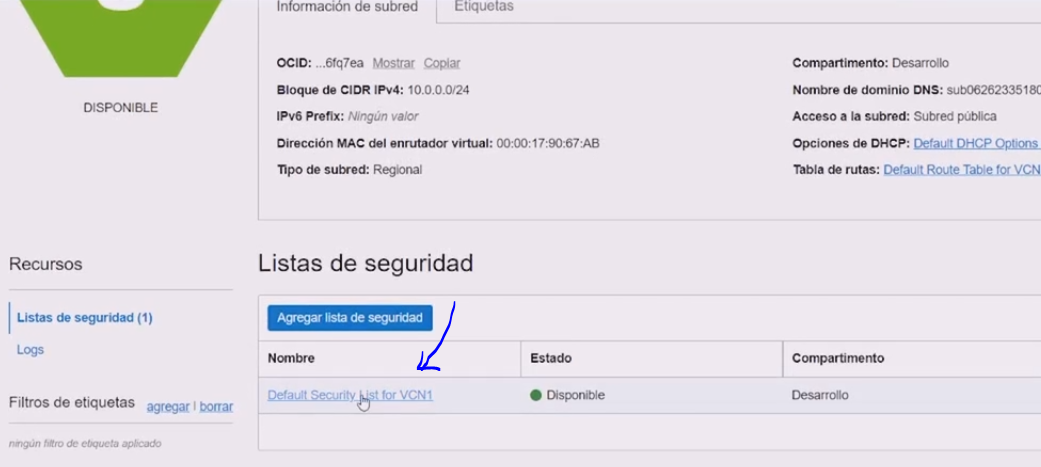 Información de subred
Etiquetas
DISPONIBLE
OCID: ...6fq7ea Mostrar Copiar
Bloque de CIDR IPv4: 10.0.0.0/24
IPv6 Prefix: Ningún valor
Dirección MAC del enrutador virtual: 00:00:17:90:67:AB
Tipo de subred: Regional
Compartimento: Desarrollo
Nombre de dominio DNS: sub06262335180
Acceso a la subred: Subred pública
Opciones de DHCP: Default DHCP Options
Tabla de rutas: Default Route Table for VCN
Recursos
Listas de seguridad (1)
Logs
Filtros de etiquetas agregar | borrar
ningún filtro de etiqueta aplicado
Listas de seguridad
Agregar lista de seguridad
Nombre Estado Compartimento
Default Security List for VCN1 Disponible Desarrollo